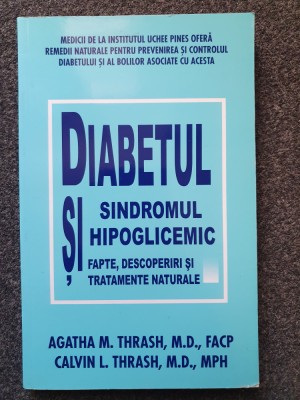 MEDICII DE LA INSTITUTUL UCHEE PINES OFERĂ
REMEDII NATURALE PENTRU PREVENIREA ȘI CONTROLUL
DIABETULUI ȘI AL BOLILOR ASOCIATE CU ACESTA
DIABETUL
ȘI SINDROMUL
HIPOGLICEMIC
FAPTE, DESCOPERIRI ȘI
TRATAMENTE NATURALE
AGATHA M. THRASH, M.D., FACP
CALVIN L. THRASH, M.D., MPH